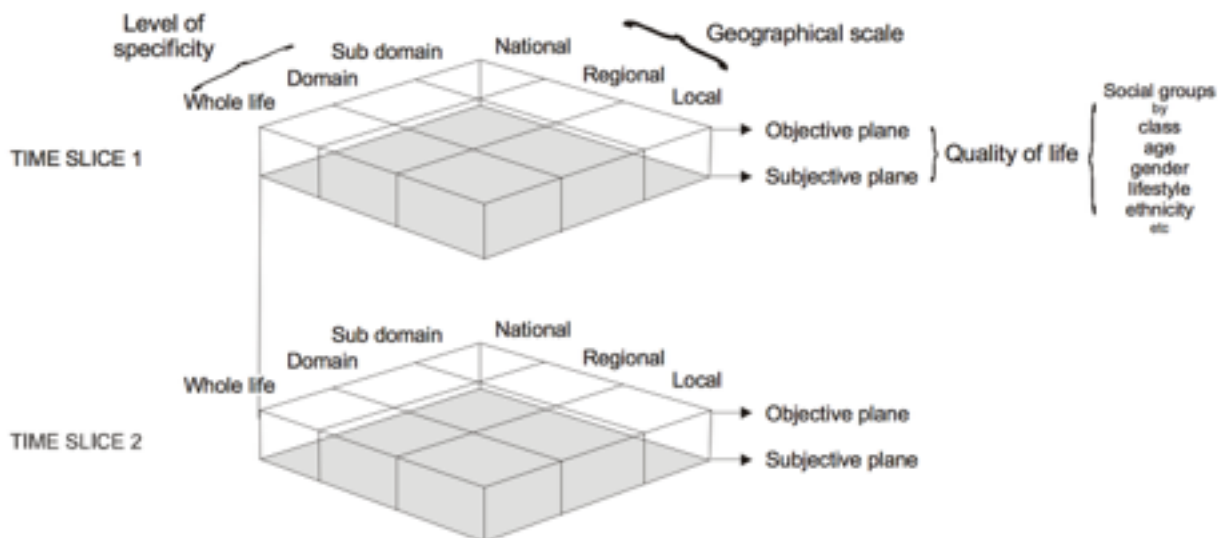 Level of
specificity
Geographical scale
Sub domain
National
Domain
Regional
Whole life
Local
TIME SLICE 1
Objective plane
Subjective plane
Quality of life
Social groups
by
class
age
gender
lifestyle
ethnicity
etc
Sub domain
National
Domain
Regional
Whole life
Local
TIME SLICE 2
Objective plane
Subjective plane